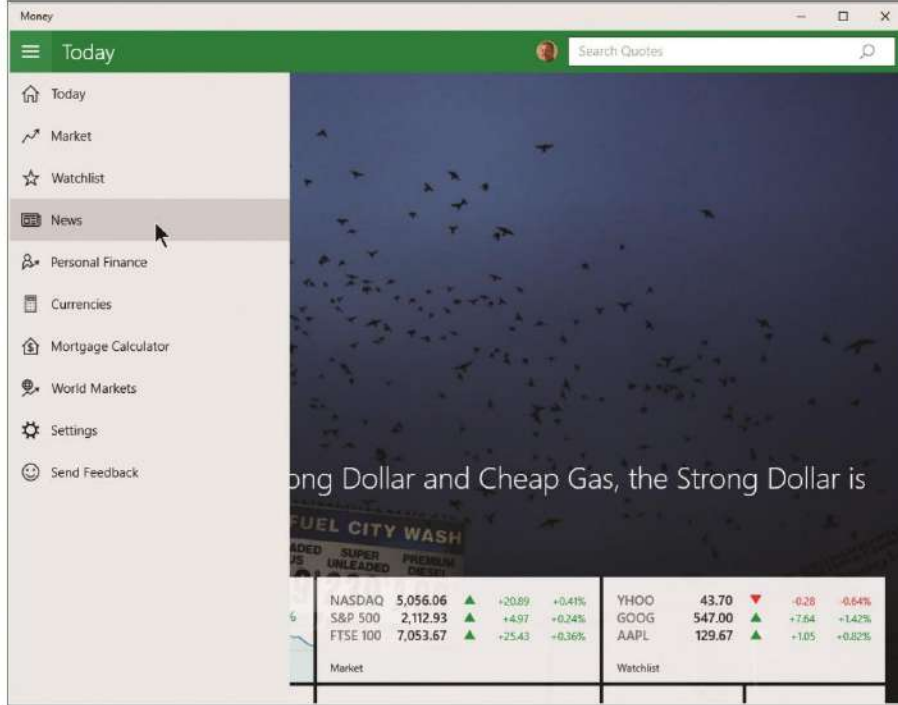 Money
Today
Search Quotes
Today
Market
Watchlist
News
Personal Finance
Currencies
Mortgage Calculator
World Markets
Settings
Send Feedback
ong Dollar and Cheap Gas, the Strong Dollar is
FUEL CITY WASH
SUPER UNLEADED
PREMIUM DIESEL
NASDAQ 5,056.06 ▲ +20.89 +0.41%
S&P 500 2,112.93 ▲ +4.97 +0.24%
FTSE 100 7,053.67 ▲ +25.43 +0.36%
Market
YHOO 43.70 ▼ -0.28 -0.64%
GOOG 547.00 ▲ +7.64 +1.42%
AAPL 129.67 ▲ +1.05 +0.82%
Watchlist